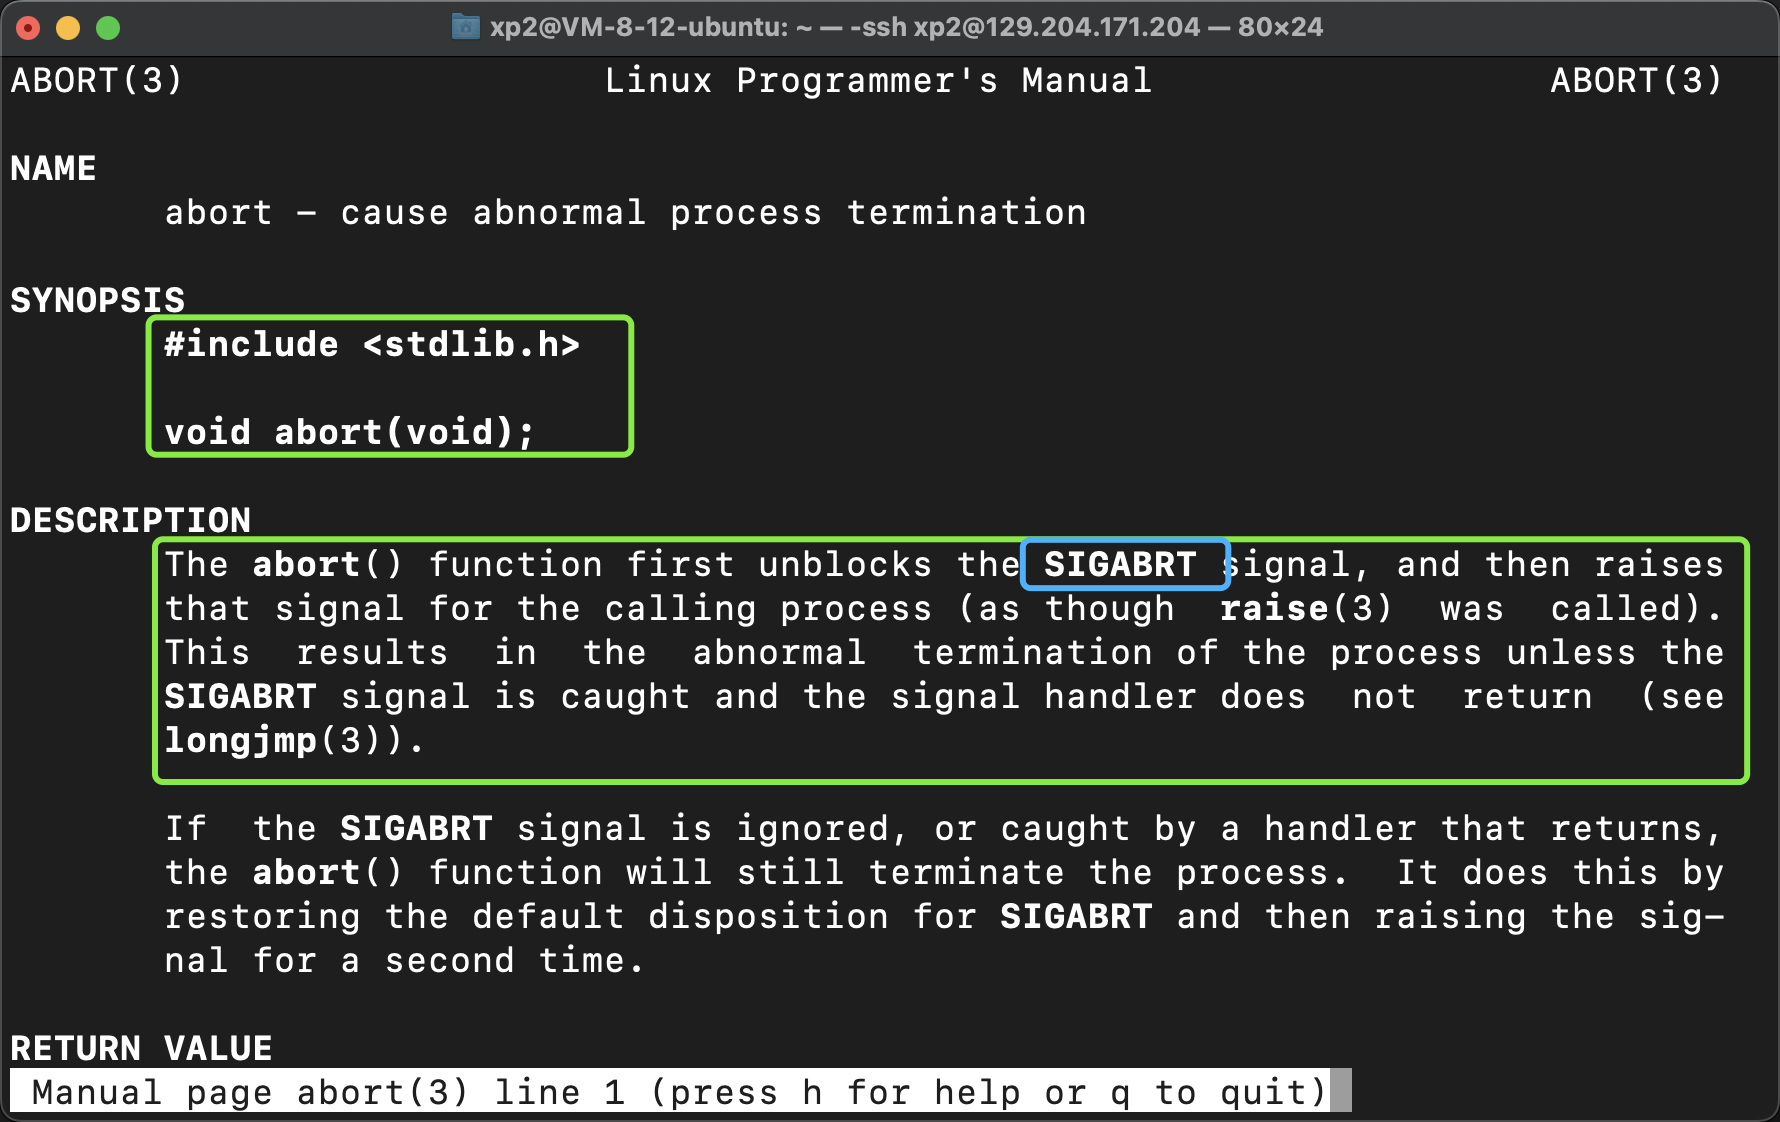 xp2@VM-8-12-ubuntu: ~ — -ssh xp2@129.204.171.204 — 80×24
ABORT(3) Linux Programmer's Manual ABORT(3)
NAME
abort – cause abnormal process termination
SYNOPSIS
#include <stdlib.h>
void abort(void);
DESCRIPTION
The abort() function first unblocks the SIGABRT signal, and then raises
that signal for the calling process (as though raise(3) was called).
This results in the abnormal termination of the process unless the
SIGABRT signal is caught and the signal handler does not return (see
longjmp(3)).
If the SIGABRT signal is ignored, or caught by a handler that returns,
the abort() function will still terminate the process. It does this by
restoring the default disposition for SIGABRT and then raising the sig–
nal for a second time.
RETURN VALUE
Manual page abort(3) line 1 (press h for help or q to quit)